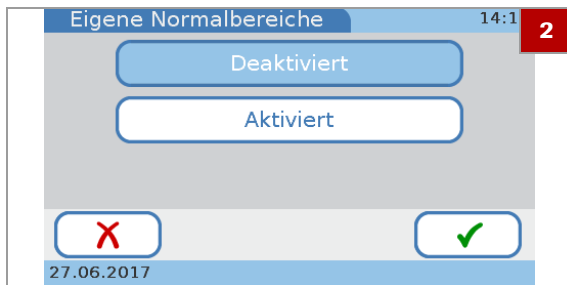 Eigene Normalbereiche 14:1
2
Deaktiviert
Aktiviert
27.06.2017